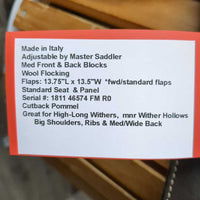 Made in Italy
Adjustable by Master Saddler
Med Front & Back Blocks
Wool Flocking
Flaps: 13.75"L x 13.5"W *fwd/standard flaps
Standard Seat & Panel
Serial #: 1811 46574 FM R0
Cutback Pommel
Great for High-Long Withers, mnr Wither Hollows
Big Shoulders, Ribs & Med/Wide Back